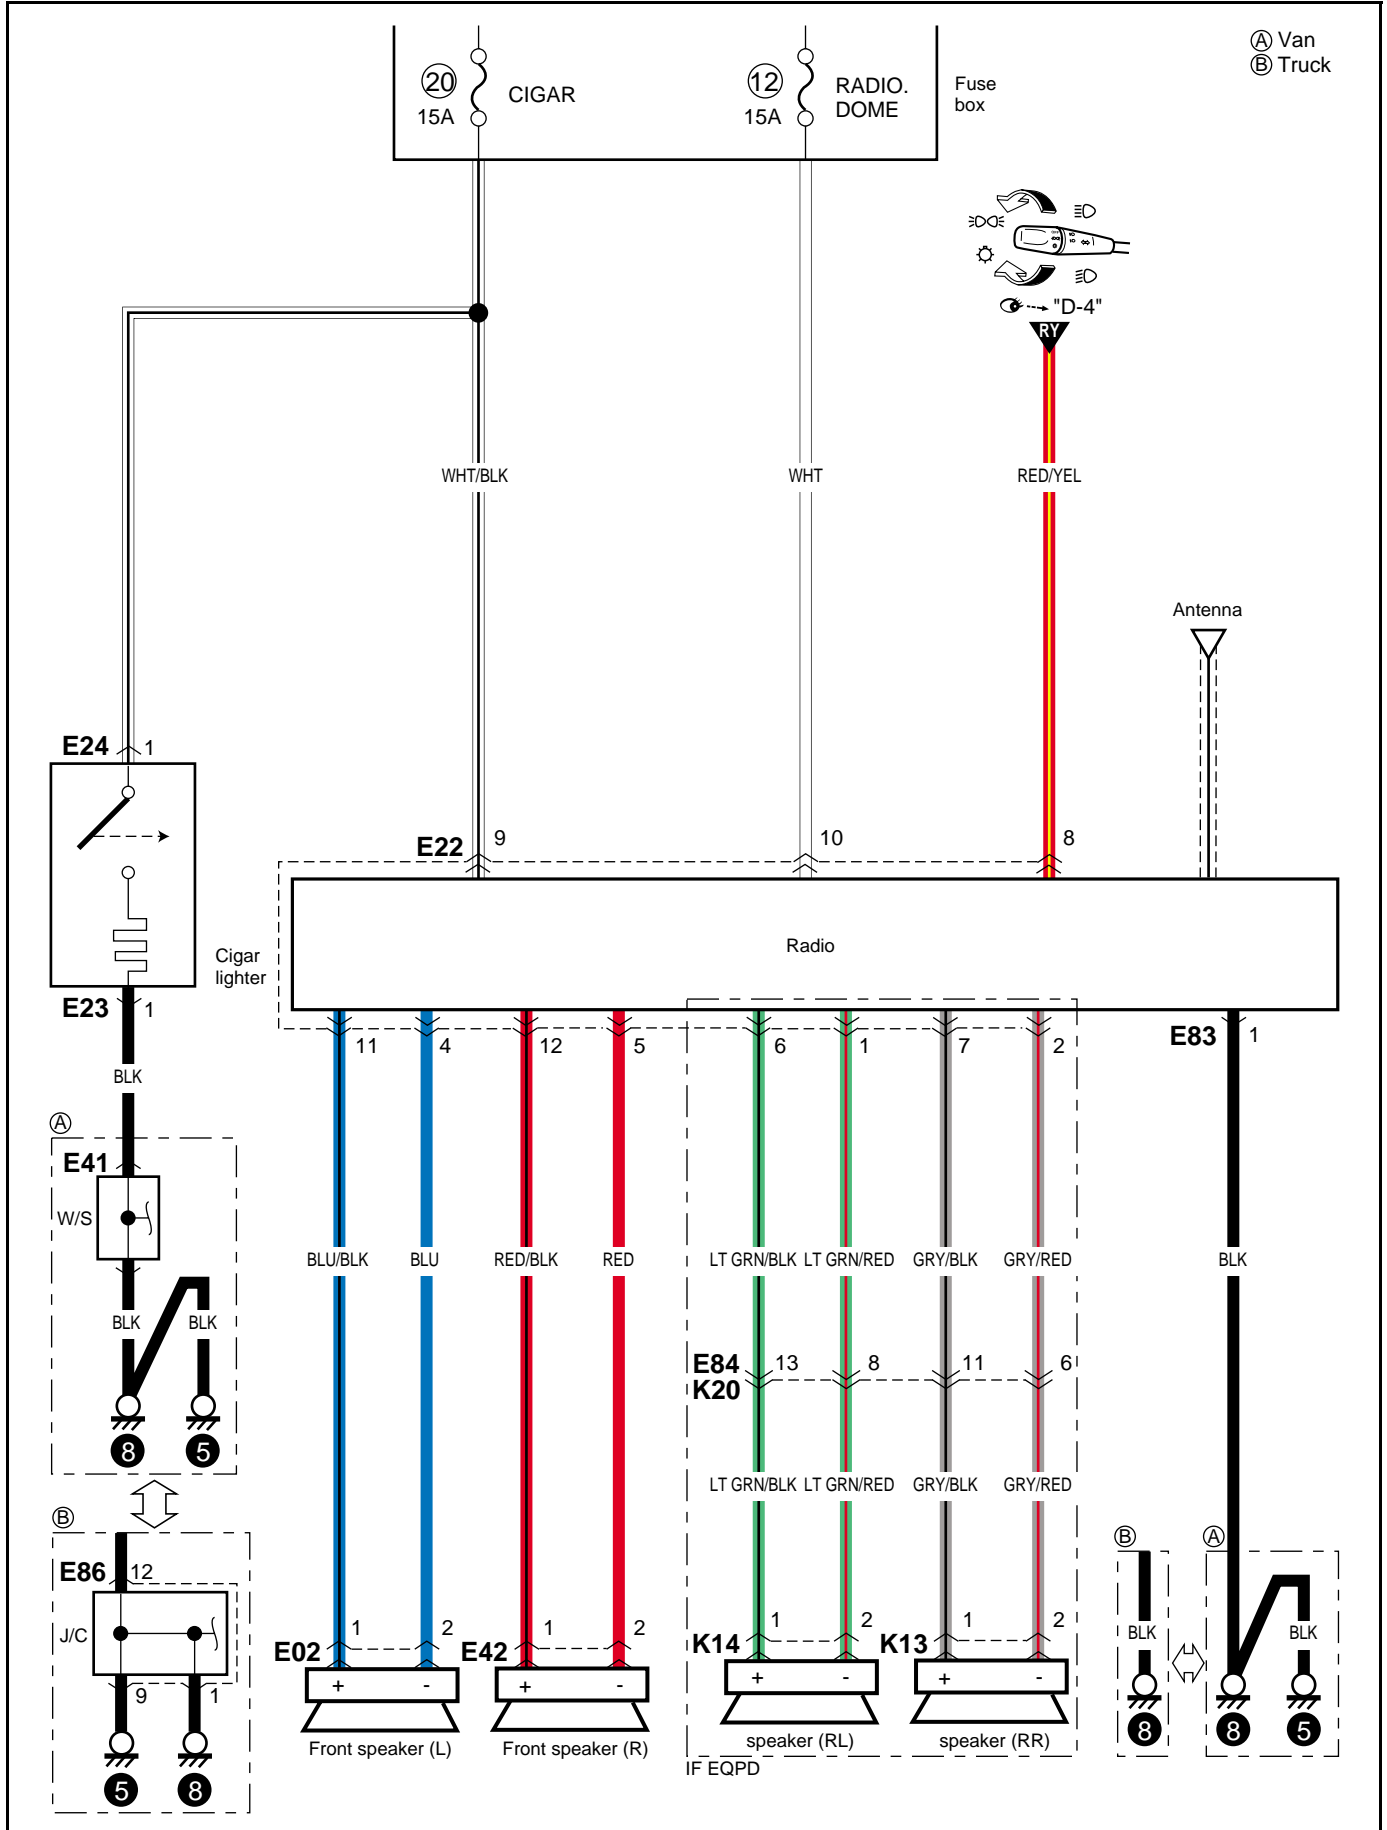 Ⓐ Van
Ⓑ Truck
20
15A
CIGAR
12
15A
RADIO.
DOME
Fuse
box
"D-4"
RY
WHT/BLK
WHT
RED/YEL
Antenna
E24 1
E22 9
10
8
Radio
Cigar
lighter
E23 1
11
4
12
5
6
1
7
2
E83 1
BLK
Ⓐ
E41
W/S
BLU/BLK
BLU
RED/BLK
RED
LT GRN/BLK
LT GRN/RED
GRY/BLK
GRY/RED
BLK
BLK
BLK
E84 13
8
11
6
K20
8
5
LT GRN/BLK
LT GRN/RED
GRY/BLK
GRY/RED
Ⓑ
E86 12
J/C
9
1
5
8
E02 1
2
E42 1
2
K14 1
2
K13 1
2
+ -
+ -
+ -
+ -
Front speaker (L)
Front speaker (R)
speaker (RL)
speaker (RR)
IF EQPD
Ⓑ
Ⓐ
BLK
BLK
8
8
5